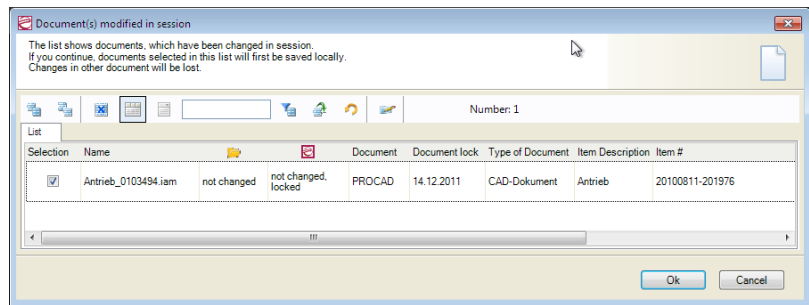 Document(s) modified in session
The list shows documents, which have been changed in session.
If you continue, documents selected in this list will first be saved locally.
Changes in other document will be lost.
Number: 1
List
Selection Name Document Document lock Type of Document Item Description Item #
Antrieb_0103494.iam not changed not changed, locked PROCAD 14.12.2011 CAD-Dokument Antrieb 20100811-201976
Ok Cancel